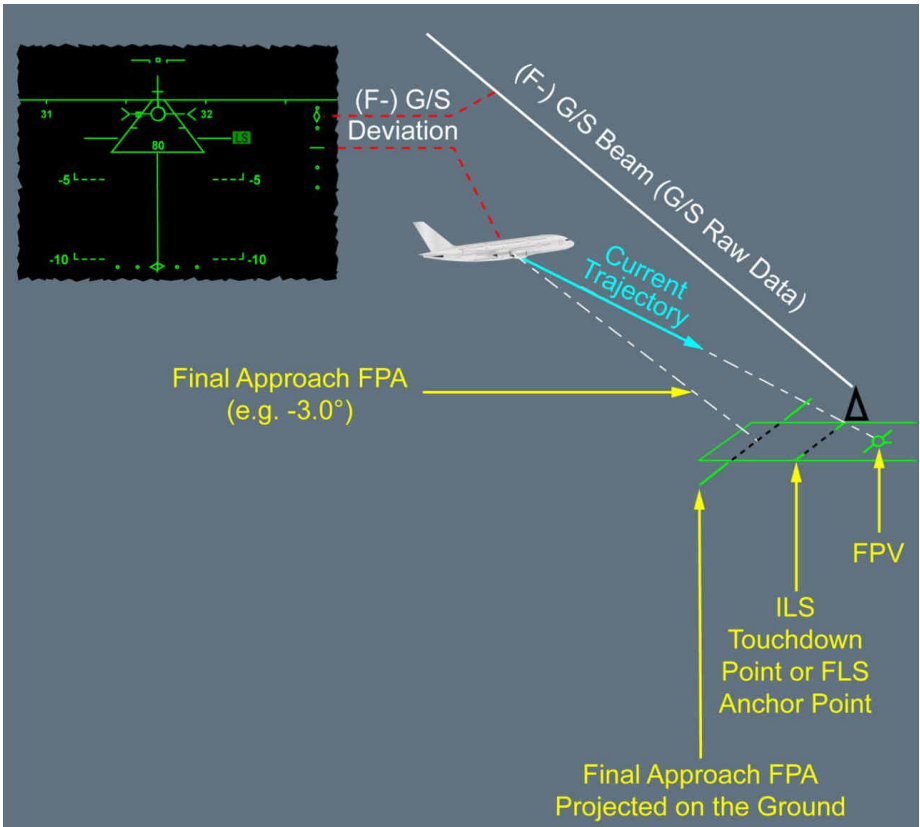 31
32
LS
80
-5
-5
-10
-10
(F-) G/S
Deviation
(F-) G/S Beam (G/S Raw Data)
Current
Trajectory
Final Approach FPA
(e.g. -3.0°)
FPV
ILS
Touchdown
Point or FLS
Anchor Point
Final Approach FPA
Projected on the Ground